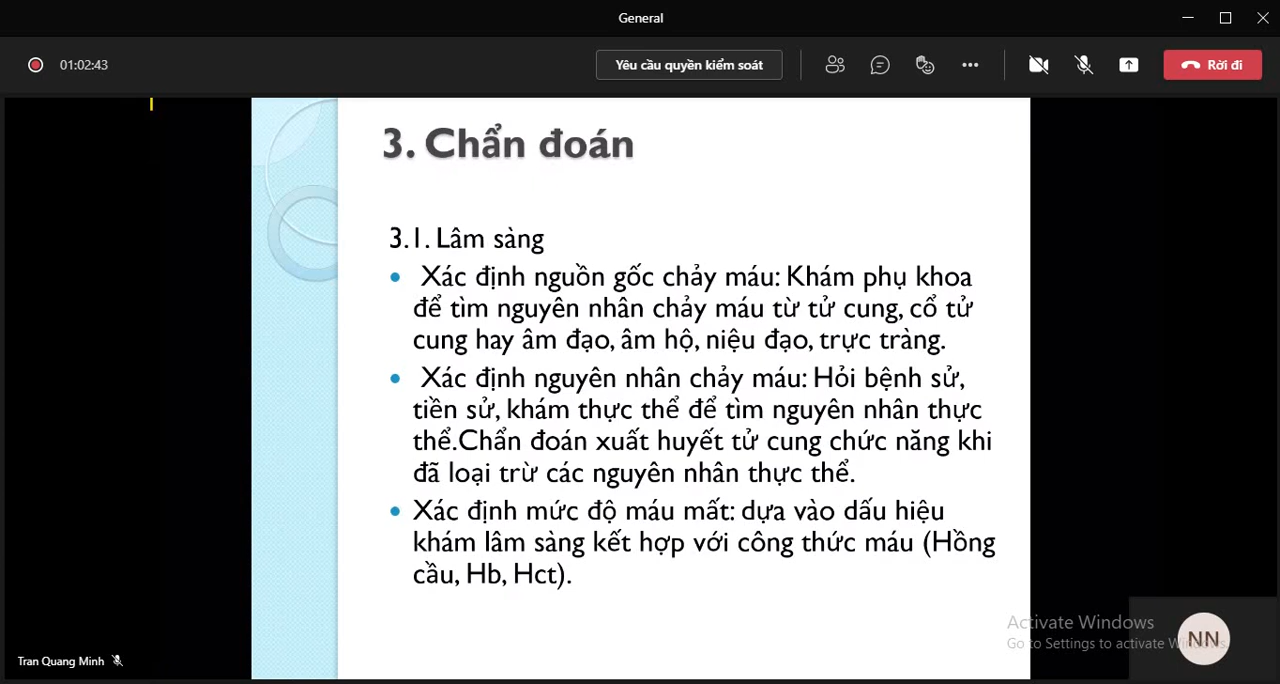 General
01:02:43
Yêu cầu quyền kiểm soát
Rời đi
3. Chẩn đoán
3.1. Lâm sàng
Xác định nguồn gốc chảy máu: Khám phụ khoa
để tìm nguyên nhân chảy máu từ tử cung, cổ tử
cung hay âm đạo, âm hộ, niệu đạo, trực tràng.
Xác định nguyên nhân chảy máu: Hỏi bệnh sử,
tiền sử, khám thực thể để tìm nguyên nhân thực
thể.Chẩn đoán xuất huyết tử cung chức năng khi
đã loại trừ các nguyên nhân thực thể.
Xác định mức độ máu mất: dựa vào dấu hiệu
khám lâm sàng kết hợp với công thức máu (Hồng
cầu, Hb, Hct).
Activate Windows
Go to Settings to activate Windows.
NN
Tran Quang Minh